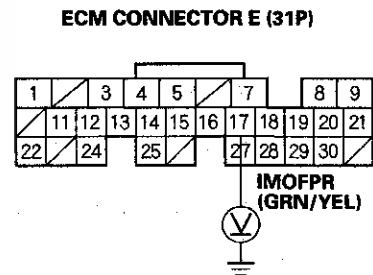 ECM CONNECTOR E (31P)
1 3 4 5 7 8 9
11 12 13 14 15 16 17 18 19 20 21
22 24 25 27 28 29 30
IMOFPR
(GRN/YEL)
V